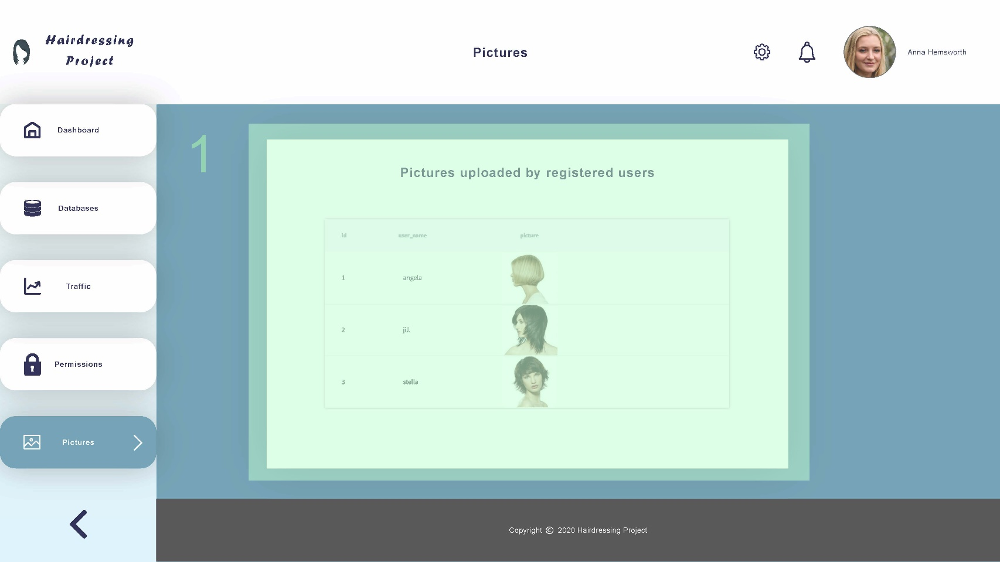 Hairdressing
Project
Pictures
Anna Hemsworth
Dashboard
Databases
Traffic
Permissions
Pictures
1
Pictures uploaded by registered users
id user_name picture
1 angela
2 jill
3 stella
Copyright © 2020 Hairdressing Project